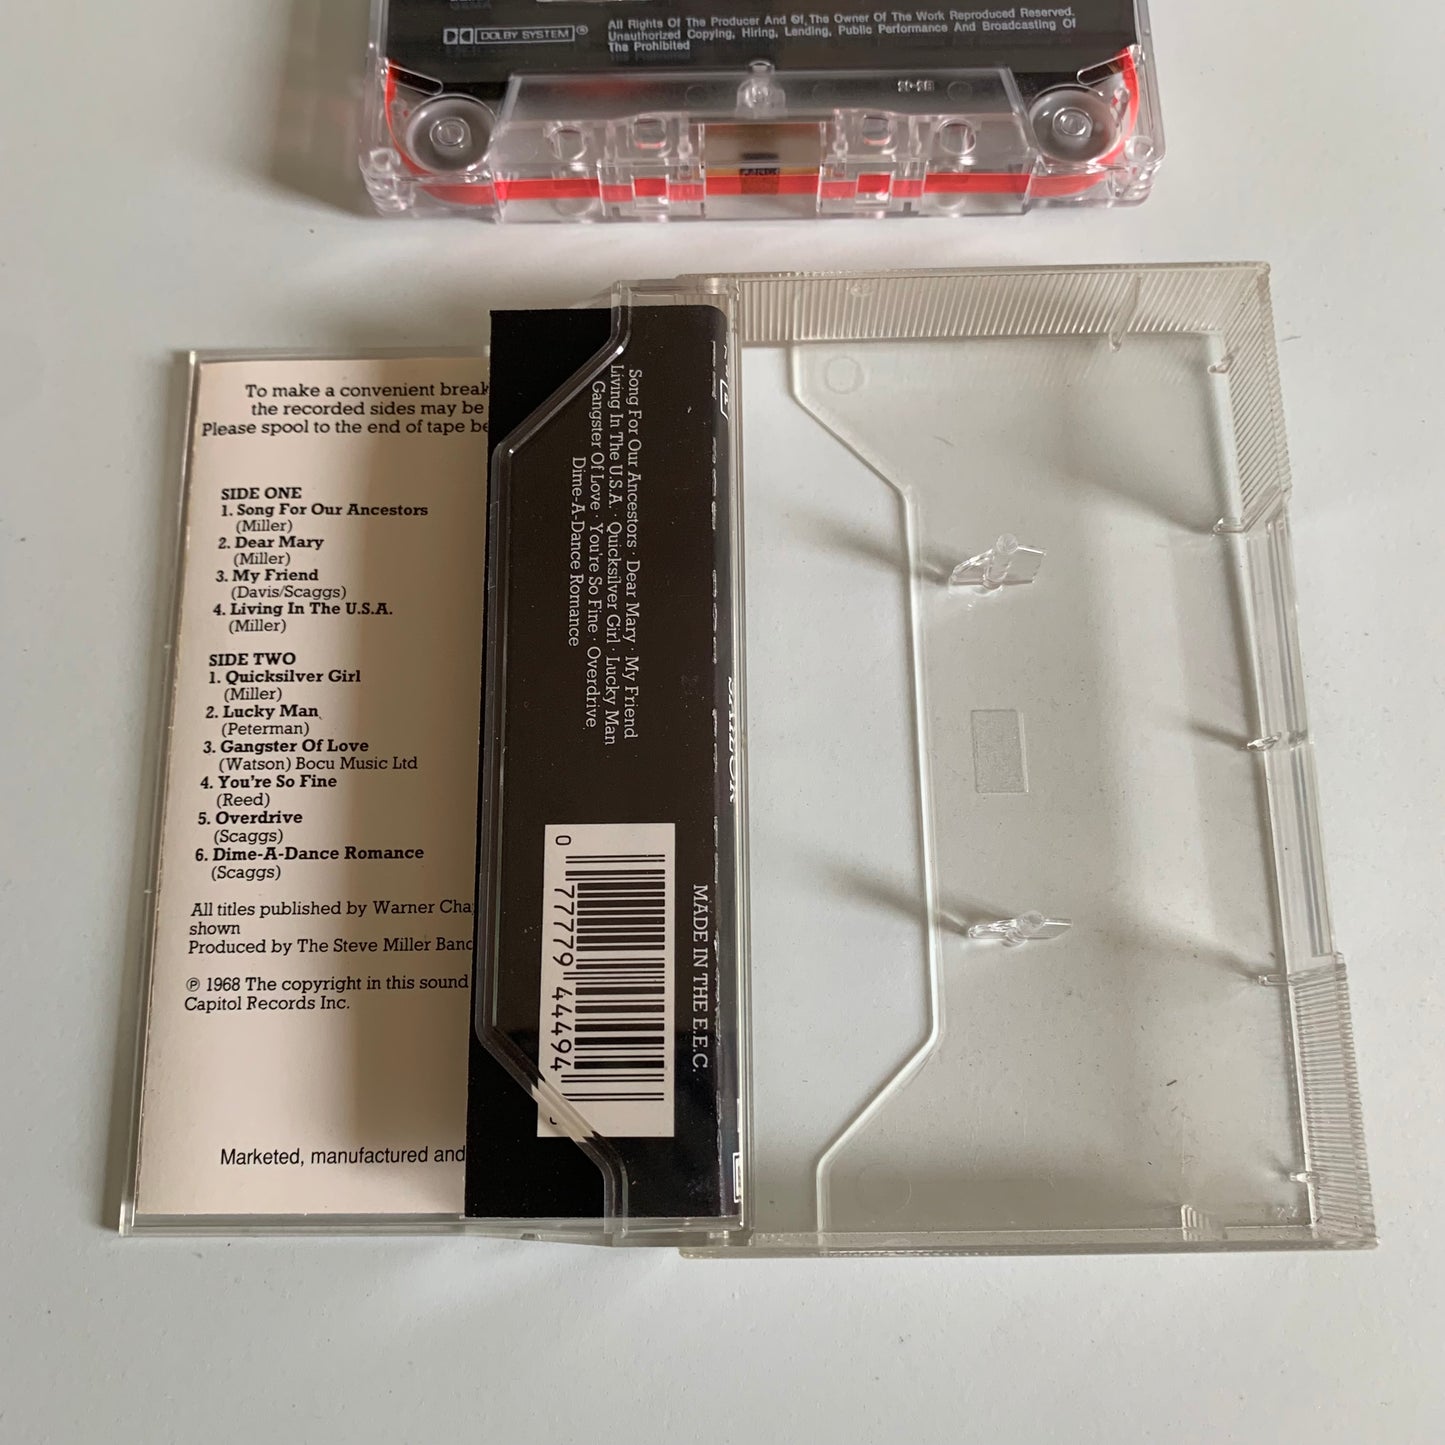 DOLBY SYSTEM ®
All Rights Of The Producer And Of The Owner Of The Work Reproduced Reserved.
Unauthorized Copying, Hiring, Lending, Public Performance And Broadcasting Of
The Prohibited
To make a convenient break
the recorded sides may be
Please spool to the end of tape be
SIDE ONE
1. Song For Our Ancestors
(Miller)
2. Dear Mary
(Miller)
3. My Friend
(Davis/Scaggs)
4. Living In The U.S.A.
(Miller)
SIDE TWO
1. Quicksilver Girl
(Miller)
2. Lucky Man
(Peterman)
3. Gangster Of Love
(Watson) Bocu Music Ltd
4. You're So Fine
(Reed)
5. Overdrive
(Scaggs)
6. Dime-A-Dance Romance
(Scaggs)
All titles published by Warner Cha
shown
Produced by The Steve Miller Band
℗ 1968 The copyright in this sound
Capitol Records Inc.
Marketed, manufactured and
Song For Our Ancestors · Dear Mary · My Friend
Living In The U.S.A. · Quicksilver Girl · Lucky Man
Gangster Of Love · You're So Fine · Overdrive
Dime-A-Dance Romance
0 77779 44494
MADE IN THE E.E.C.